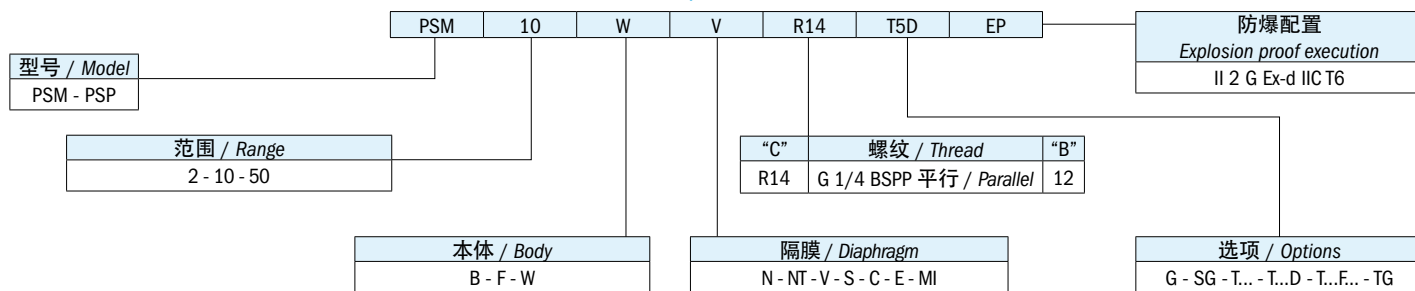 PSM 10 W V R14 T5D EP
防爆配置
Explosion proof execution
II 2 G Ex-d IIC T6
型号 / Model
PSM - PSP
范围 / Range
2 - 10 - 50
“C” 螺纹 / Thread “B”
R14 G 1/4 BSPP 平行 / Parallel 12
本体 / Body
B - F - W
隔膜 / Diaphragm
N - NT - V - S - C - E - MI
选项 / Options
G - SG - T... - T...D - T...F... - TG